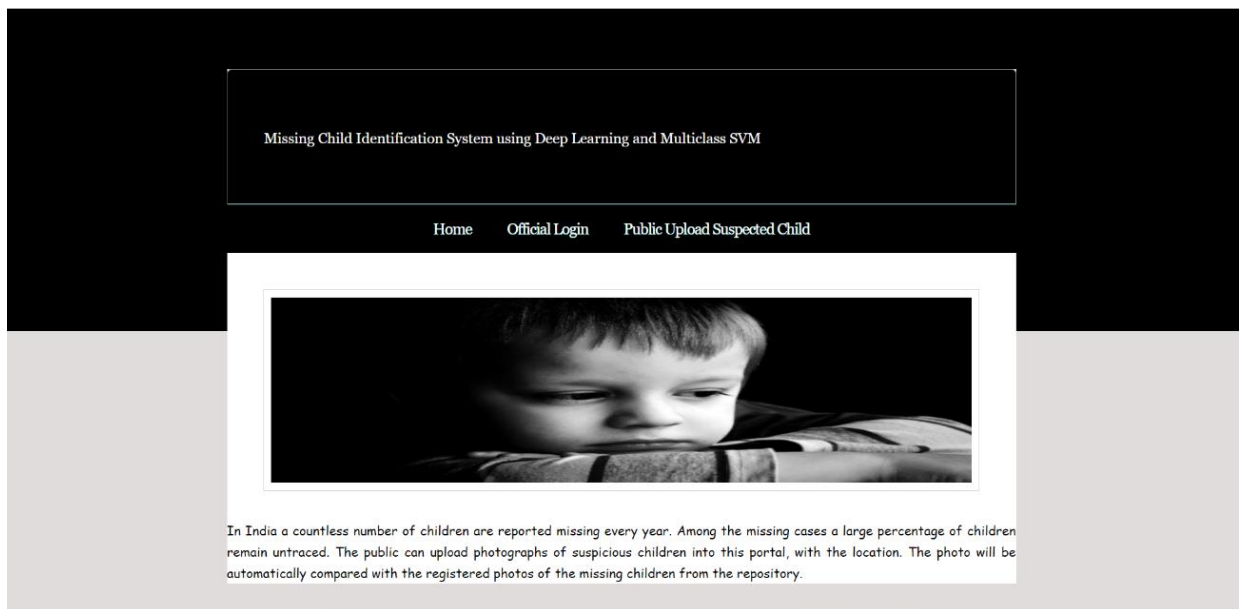 Missing Child Identification System using Deep Learning and Multiclass SVM
Home Official Login Public Upload Suspected Child
In India a countless number of children are reported missing every year. Among the missing cases a large percentage of children
remain untraced. The public can upload photographs of suspicious children into this portal, with the location. The photo will be
automatically compared with the registered photos of the missing children from the repository.